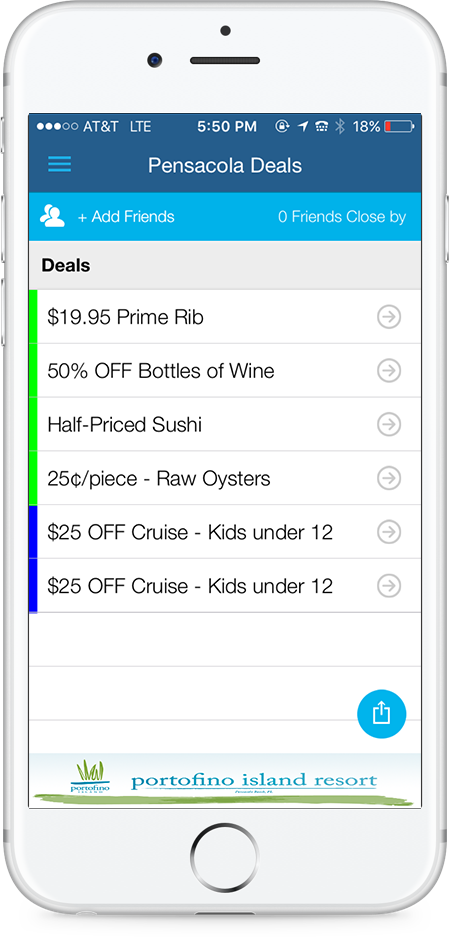 AT&T LTE 5:50 PM 18%
Pensacola Deals
+ Add Friends 0 Friends Close by
Deals
$19.95 Prime Rib
50% OFF Bottles of Wine
Half-Priced Sushi
25¢/piece - Raw Oysters
$25 OFF Cruise - Kids under 12
$25 OFF Cruise - Kids under 12
portofino island resort
portofino
ISLAND
Pensacola Beach, FL